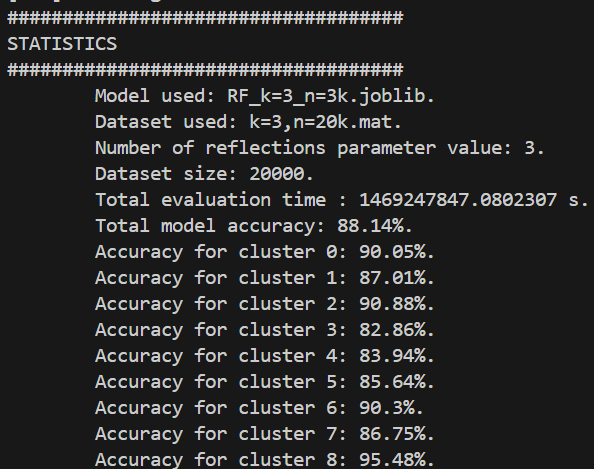 ####################################
STATISTICS
####################################
Model used: RF_k=3_n=3k.joblib.
Dataset used: k=3,n=20k.mat.
Number of reflections parameter value: 3.
Dataset size: 20000.
Total evaluation time : 1469247847.0802307 s.
Total model accuracy: 88.14%.
Accuracy for cluster 0: 90.05%.
Accuracy for cluster 1: 87.01%.
Accuracy for cluster 2: 90.88%.
Accuracy for cluster 3: 82.86%.
Accuracy for cluster 4: 83.94%.
Accuracy for cluster 5: 85.64%.
Accuracy for cluster 6: 90.3%.
Accuracy for cluster 7: 86.75%.
Accuracy for cluster 8: 95.48%.